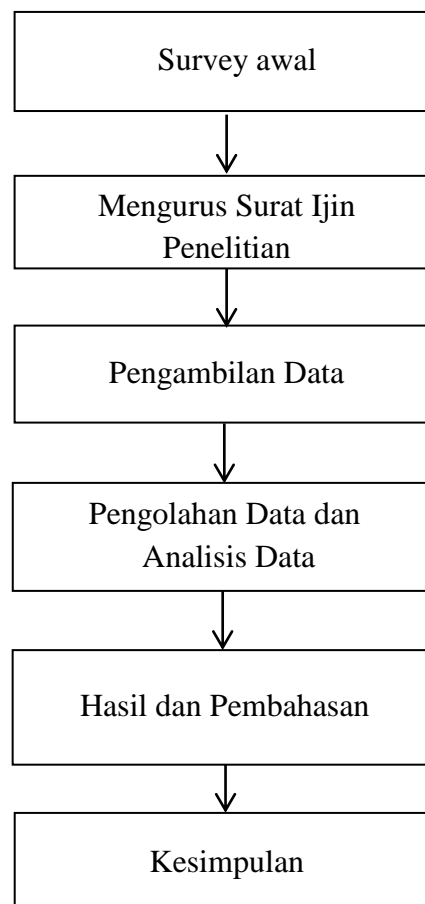 Survey awal
Mengurus Surat Ijin
Penelitian
Pengambilan Data
Pengolahan Data dan
Analisis Data
Hasil dan Pembahasan
Kesimpulan